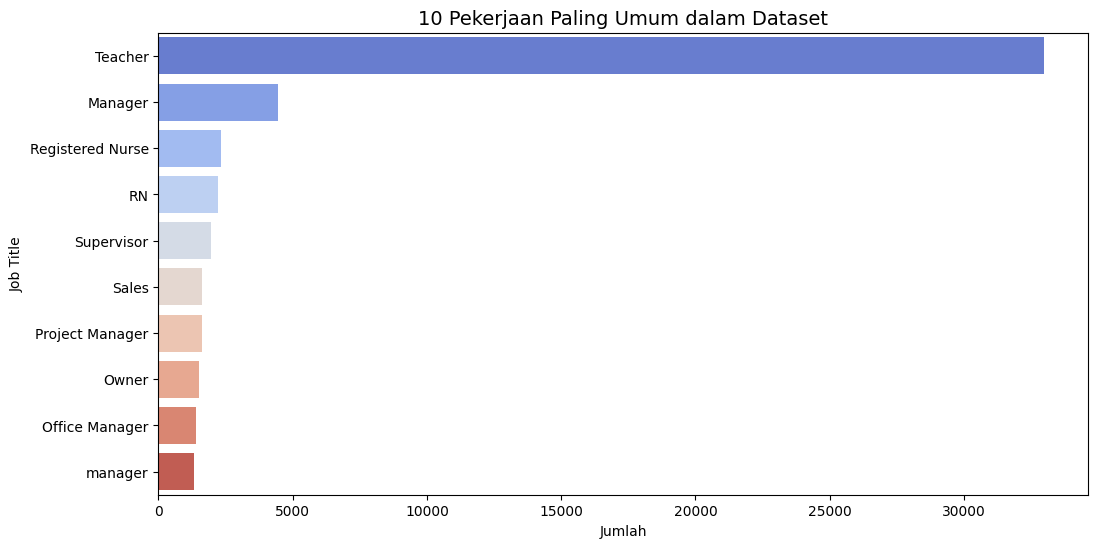 10 Pekerjaan Paling Umum dalam Dataset
Teacher
Manager
Registered Nurse
RN
Supervisor
Sales
Project Manager
Owner
Office Manager
manager
Job Title
0 5000 10000 15000 20000 25000 30000
Jumlah